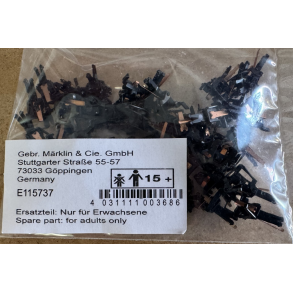 Gebr. Märklin & Cie. GmbH
Stuttgarter Straße 55-57
73033 Göppingen
Germany
15 +
E115737
4 031111 003686
Ersatzteil: Nur für Erwachsene
Spare part: for adults only